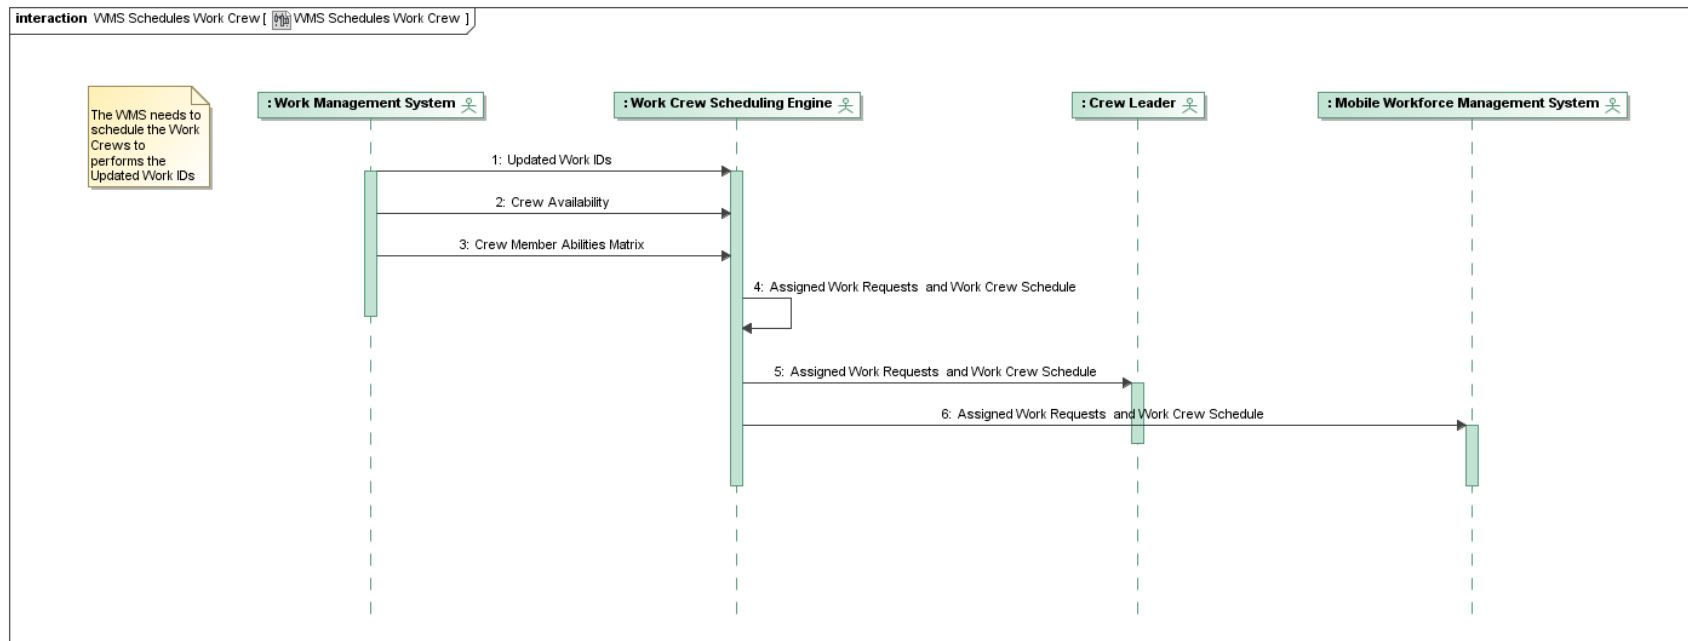 interaction WMS Schedules Work Crew [ WMS Schedules Work Crew ]
The WMS needs to
schedule the Work
Crews to
performs the
Updated Work IDs
: Work Management System
: Work Crew Scheduling Engine
: Crew Leader
: Mobile Workforce Management System
1: Updated Work IDs
2: Crew Availability
3: Crew Member Abilities Matrix
4: Assigned Work Requests and Work Crew Schedule
5: Assigned Work Requests and Work Crew Schedule
6: Assigned Work Requests and Work Crew Schedule